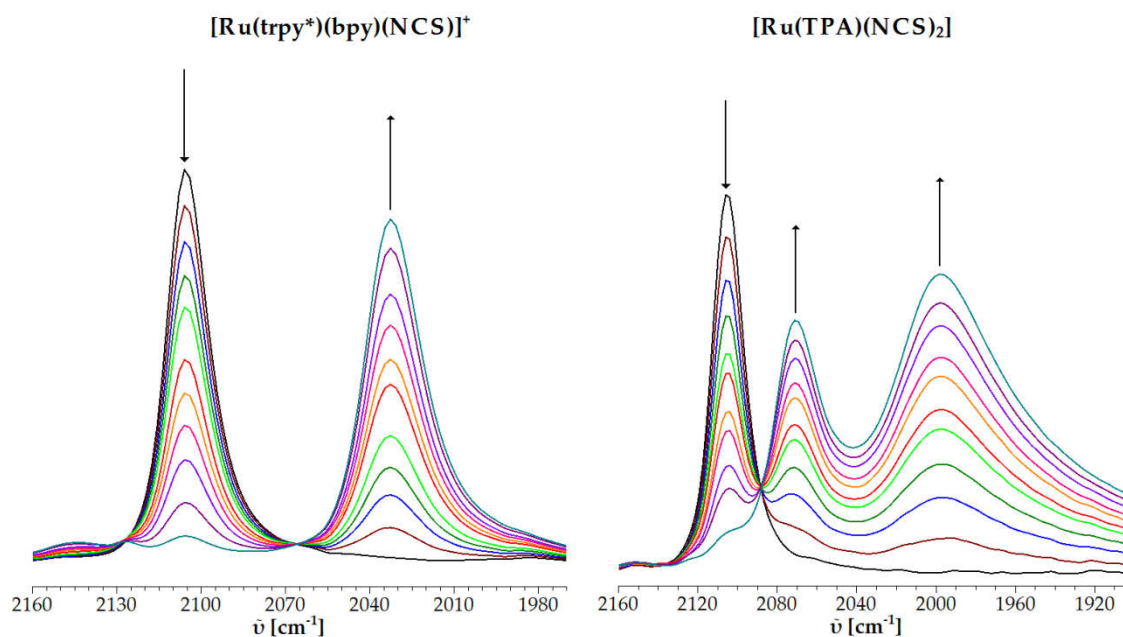 [Ru(trpy*)(bpy)(NCS)]⁺
[Ru(TPA)(NCS)₂]
2160 2130 2100 2070 2040 2010 1980
ῦ [cm⁻¹]
2160 2120 2080 2040 2000 1960 1920
ῦ [cm⁻¹]